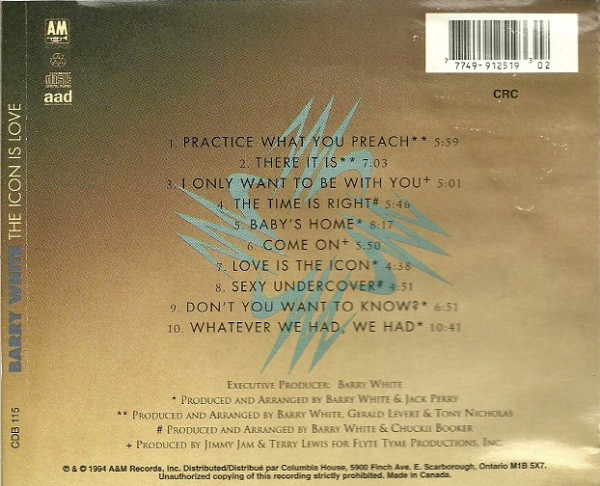 A&M
COMPACT
disc
DIGITAL AUDIO
aad
BARRY WHITE THE ICON IS LOVE
CDB 115
7 7749-912519 3 02
CRC
1. PRACTICE WHAT YOU PREACH** 5:59
2. THERE IT IS** 7:03
3. I ONLY WANT TO BE WITH YOU+ 5:01
4. THE TIME IS RIGHT# 5:46
5. BABY'S HOME* 8:17
6. COME ON+ 5:50
7. LOVE IS THE ICON* 4:38
8. SEXY UNDERCOVER# 4:51
9. DON'T YOU WANT TO KNOW?* 6:51
10. WHATEVER WE HAD, WE HAD* 10:41
EXECUTIVE PRODUCER: BARRY WHITE
* PRODUCED AND ARRANGED BY BARRY WHITE & JACK PERRY
** PRODUCED AND ARRANGED BY BARRY WHITE, GERALD LEVERT & TONY NICHOLAS
# PRODUCED AND ARRANGED BY BARRY WHITE & CHUCKII BOOKER
+ PRODUCED BY JIMMY JAM & TERRY LEWIS FOR FLYTE TYME PRODUCTIONS, INC.
℗ & © 1994 A&M Records, Inc. Distributed/Distribué par Columbia House, 5900 Finch Ave. E. Scarborough, Ontario M1B 5X7.
Unauthorized copying of this recording strictly prohibited. Made in Canada.